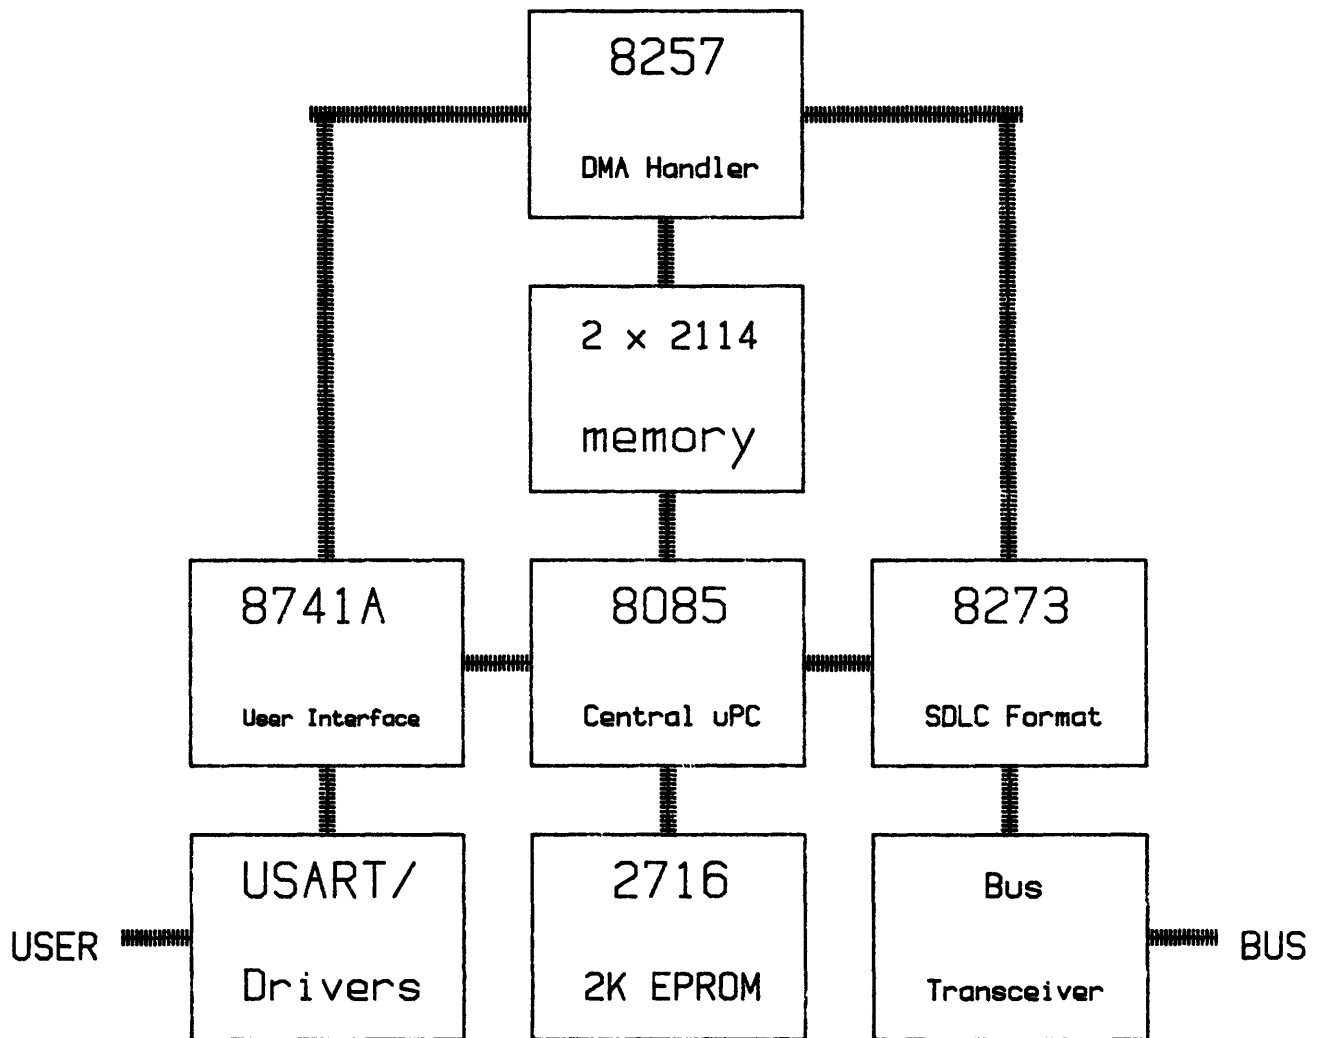 8257
DMA Handler
2 x 2114
memory
8741A
User Interface
8085
Central uPC
8273
SDLC Format
USART/
Drivers
2716
2K EPROM
Bus
Transceiver
USER
BUS